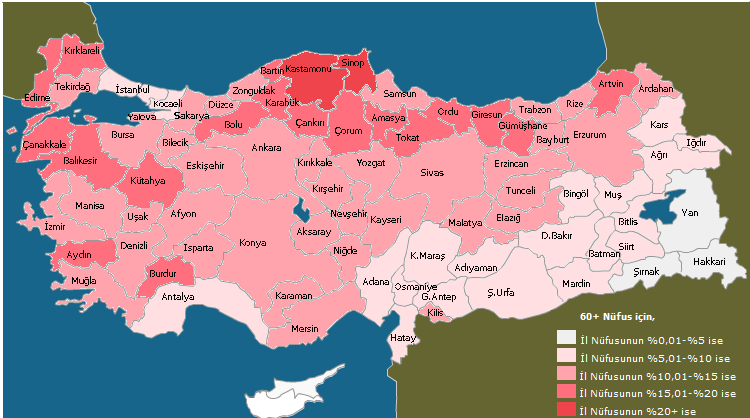 Kırklareli
Edirne
Tekirdağ
İstanbul
Kocaeli
Yalova
Sakarya
Düzce
Zonguldak
Bartın
Karabük
Kastamonu
Sinop
Samsun
Bolu
Çankırı
Çorum
Amasya
Tokat
Ordu
Giresun
Gümüşhane
Trabzon
Rize
Artvin
Ardahan
Kars
Iğdır
Ağrı
Erzurum
Bayburt
Erzincan
Çanakkale
Balıkesir
Bursa
Bilecik
Kütahya
Eskişehir
Ankara
Kırıkkale
Yozgat
Kırşehir
Sivas
Tunceli
Bingöl
Muş
Bitlis
Yan
Manisa
Uşak
Afyon
İzmir
Denizli
Isparta
Konya
Aksaray
Nevşehir
Niğde
Kayseri
Malatya
Elazığ
D.Bakır
Batman
Siirt
Şırnak
Hakkari
Aydın
Muğla
Burdur
Antalya
Karaman
Mersin
Adana
K.Maraş
Osmaniye
Adıyaman
G.Antep
Kilis
Ş.Urfa
Mardin
Hatay
60+ Nüfus için,
İl Nüfusunun %0,01-%5 ise
İl Nüfusunun %5,01-%10 ise
İl Nüfusunun %10,01-%15 ise
İl Nüfusunun %15,01-%20 ise
İl Nüfusunun %20+ ise